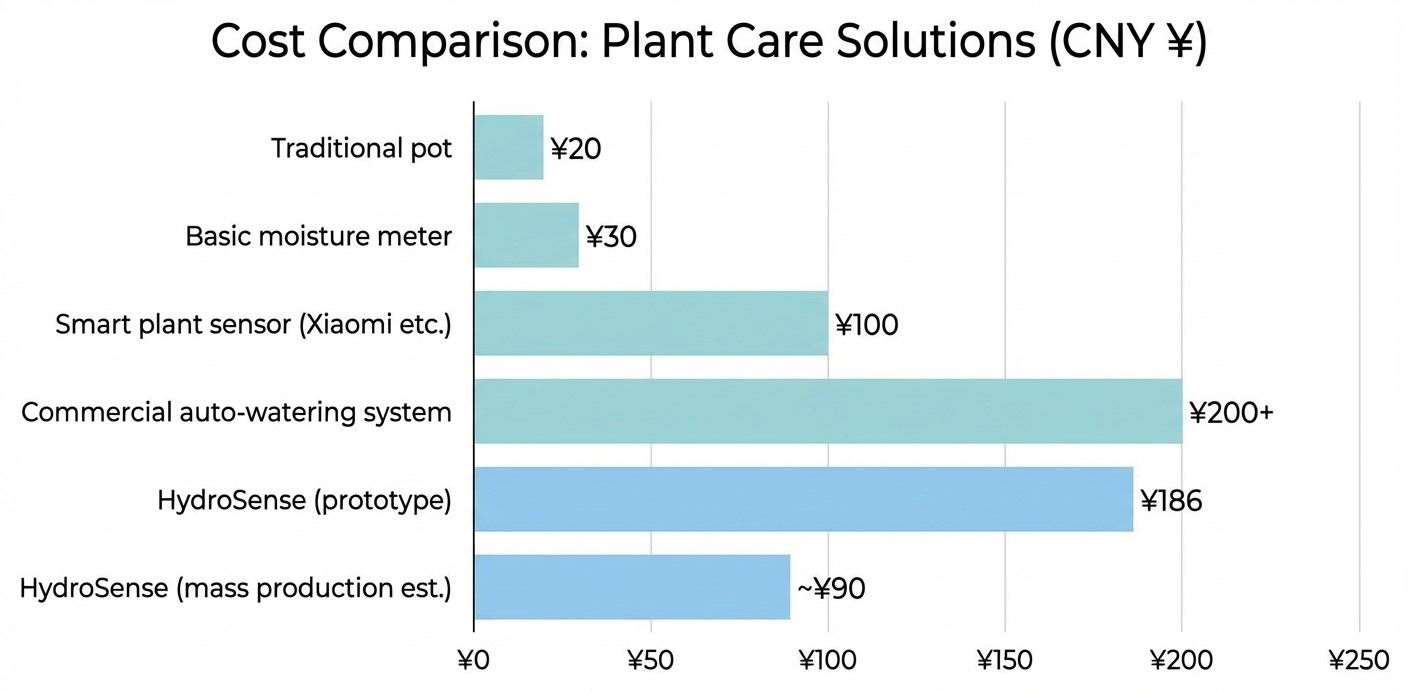 Cost Comparison: Plant Care Solutions (CNY ¥)
Traditional pot
¥20
Basic moisture meter
¥30
Smart plant sensor (Xiaomi etc.)
¥100
Commercial auto-watering system
¥200+
HydroSense (prototype)
¥186
HydroSense (mass production est.)
~¥90
¥0 ¥50 ¥100 ¥150 ¥200 ¥250